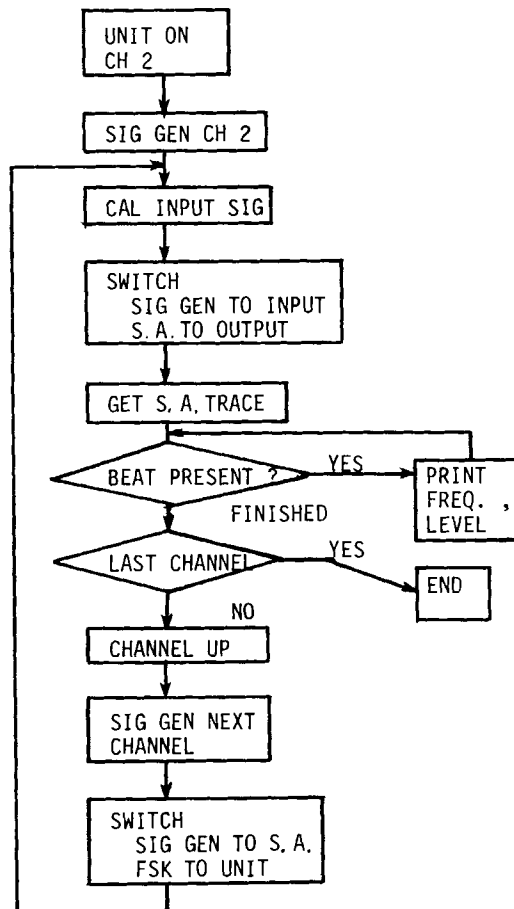 UNIT ON
CH 2
SIG GEN CH 2
CAL INPUT SIG
SWITCH
SIG GEN TO INPUT
S.A. TO OUTPUT
GET S.A. TRACE
BEAT PRESENT ?
YES
PRINT
FREQ. ,
LEVEL
FINISHED
LAST CHANNEL
YES
END
NO
CHANNEL UP
SIG GEN NEXT
CHANNEL
SWITCH
SIG GEN TO S.A.
FSK TO UNIT